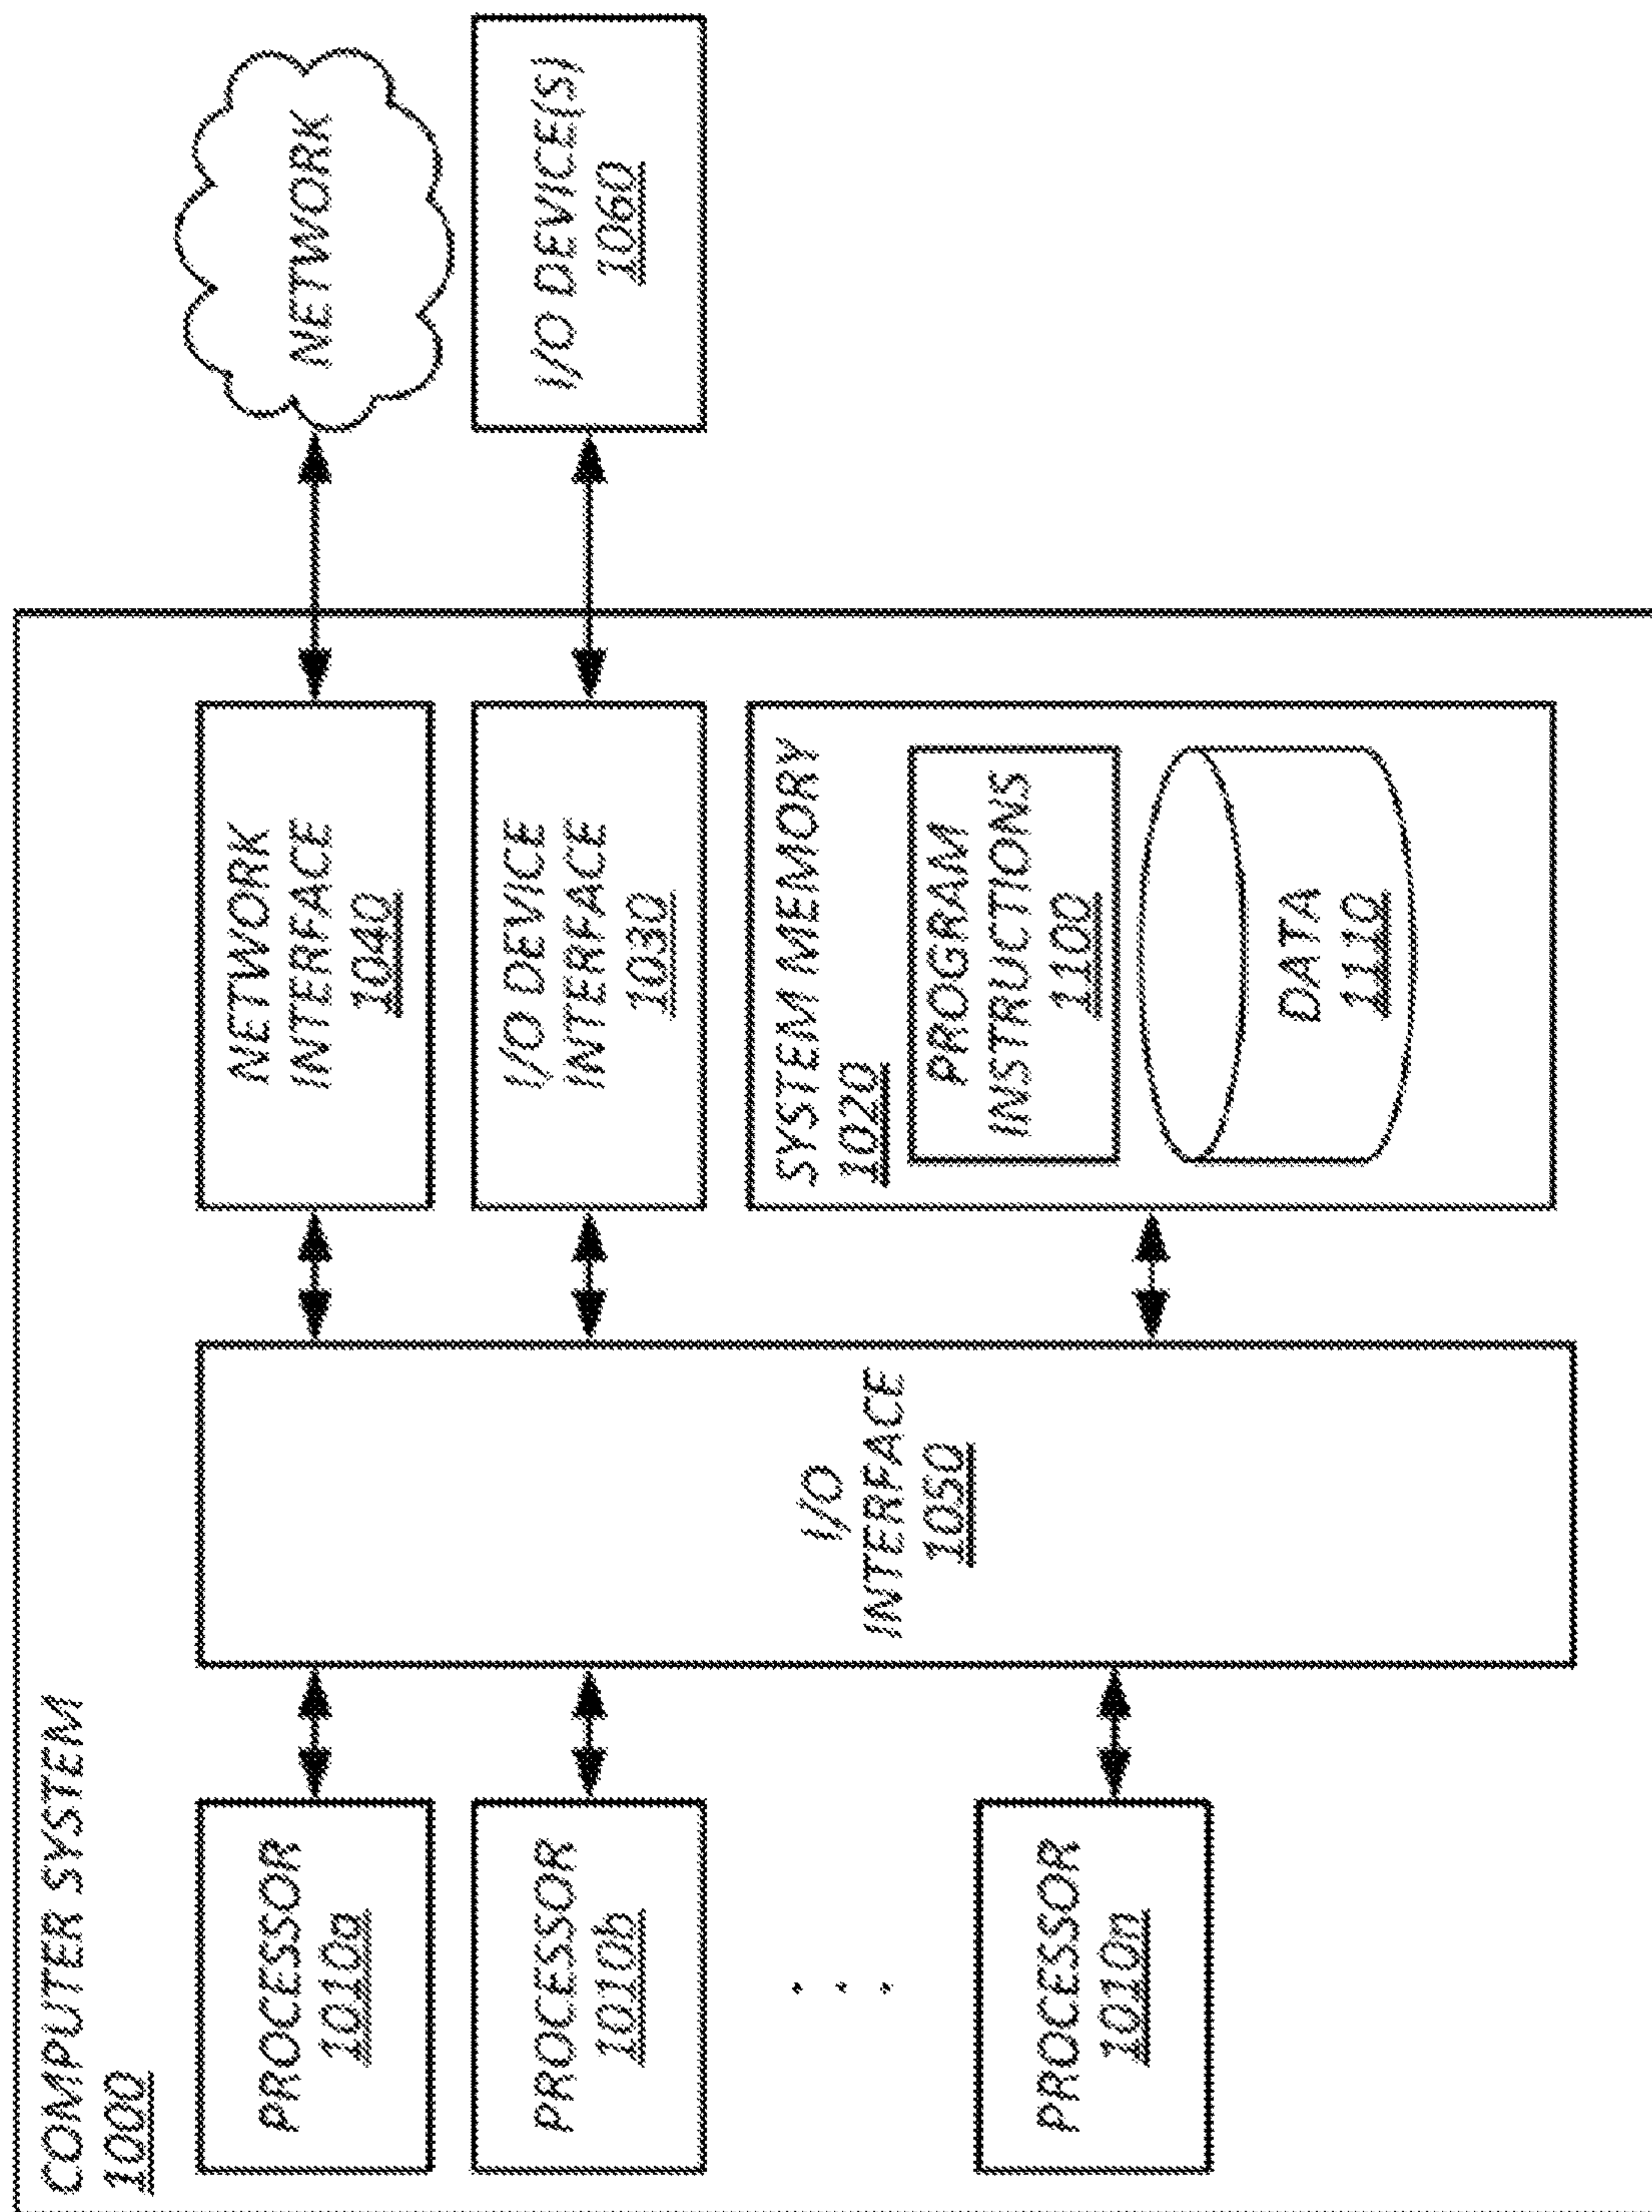 COMPUTER SYSTEM
1000
PROCESSOR
1010a
PROCESSOR
1010b
. . .
PROCESSOR
1010n
I/O
INTERFACE
1050
NETWORK
INTERFACE
1040
I/O DEVICE
INTERFACE
1030
SYSTEM MEMORY
1020
PROGRAM
INSTRUCTIONS
1100
DATA
1110
NETWORK
I/O DEVICE(S)
1060